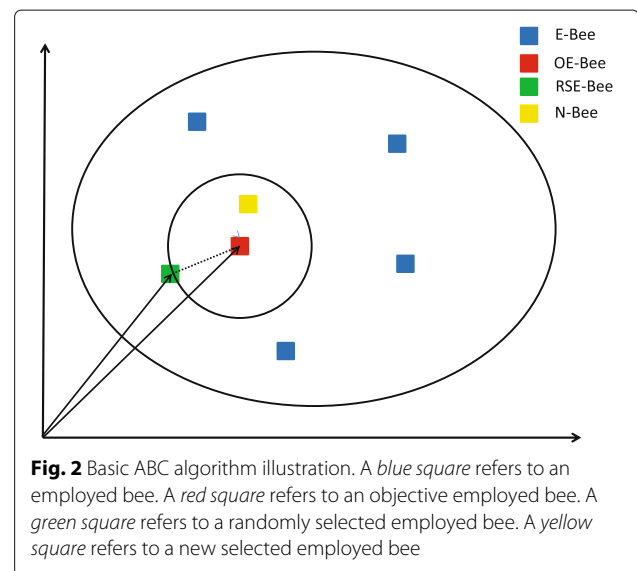 E-Bee
OE-Bee
RSE-Bee
N-Bee
Fig. 2 Basic ABC algorithm illustration. A blue square refers to an
employed bee. A red square refers to an objective employed bee. A
green square refers to a randomly selected employed bee. A yellow
square refers to a new selected employed bee